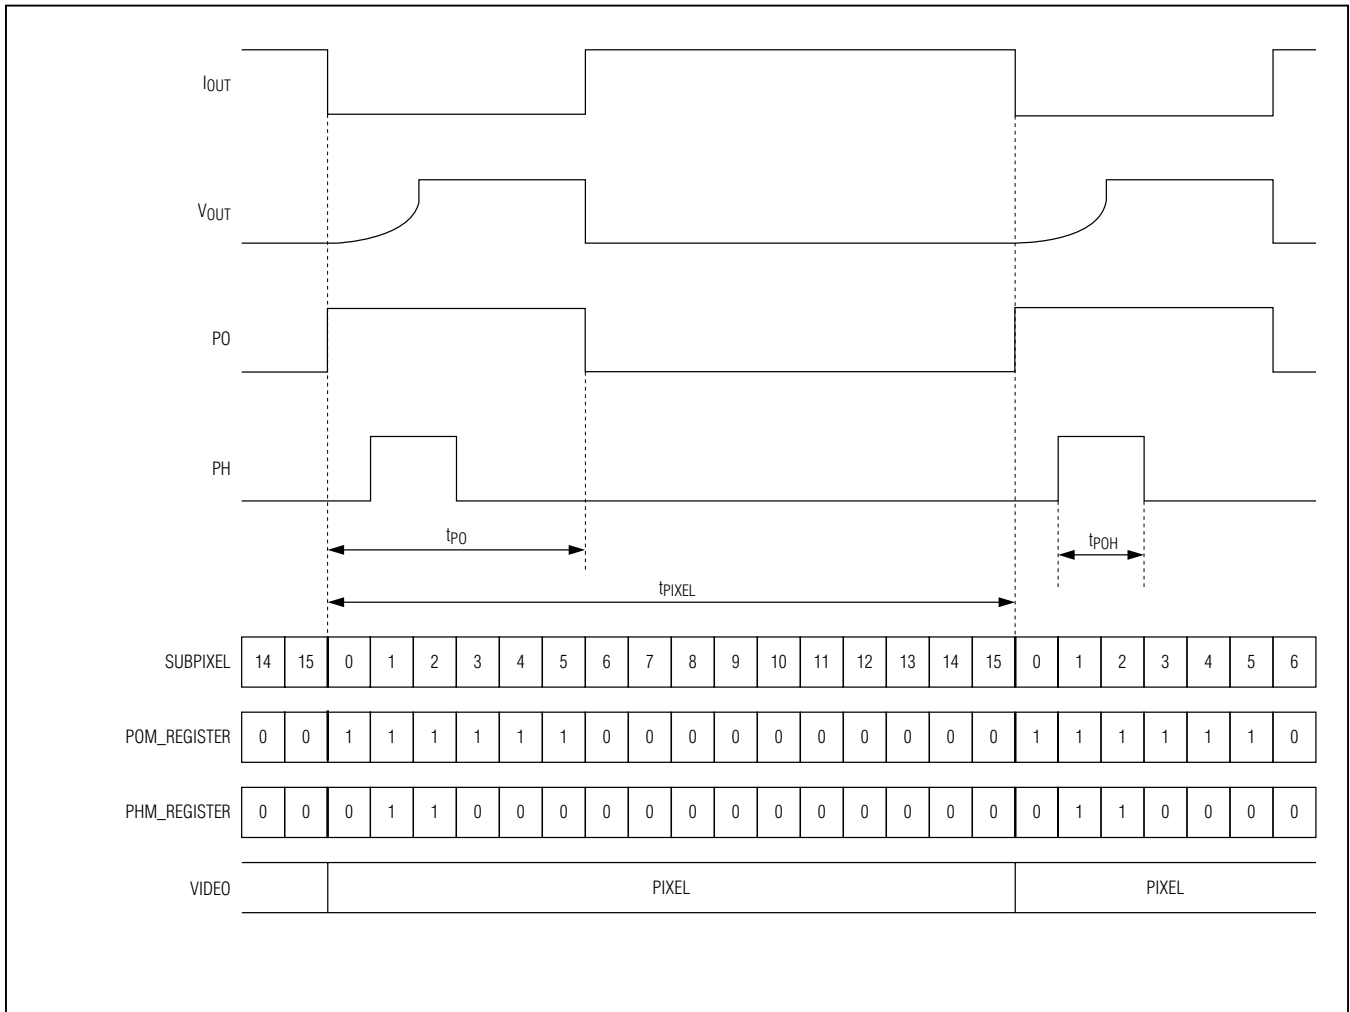 IOUT
VOUT
PO
PH
tPO
tPOH
tPIXEL
SUBPIXEL 14 15 0 1 2 3 4 5 6 7 8 9 10 11 12 13 14 15 0 1 2 3 4 5 6
POM_REGISTER 0 0 1 1 1 1 1 1 0 0 0 0 0 0 0 0 0 0 1 1 1 1 1 1 0
PHM_REGISTER 0 0 0 1 1 0 0 0 0 0 0 0 0 0 0 0 0 0 0 1 1 0 0 0 0
VIDEO PIXEL PIXEL